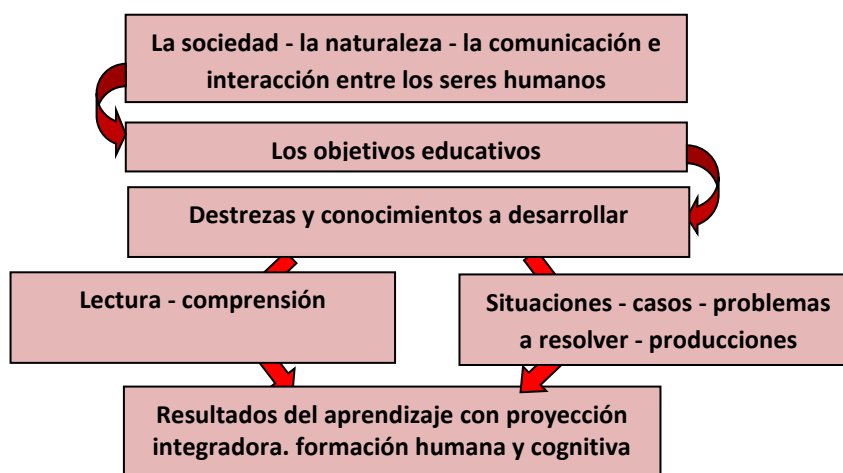 La sociedad - la naturaleza - la comunicación e
interacción entre los seres humanos
Los objetivos educativos
Destrezas y conocimientos a desarrollar
Lectura - comprensión
Situaciones - casos - problemas
a resolver - producciones
Resultados del aprendizaje con proyección
integradora. formación humana y cognitiva